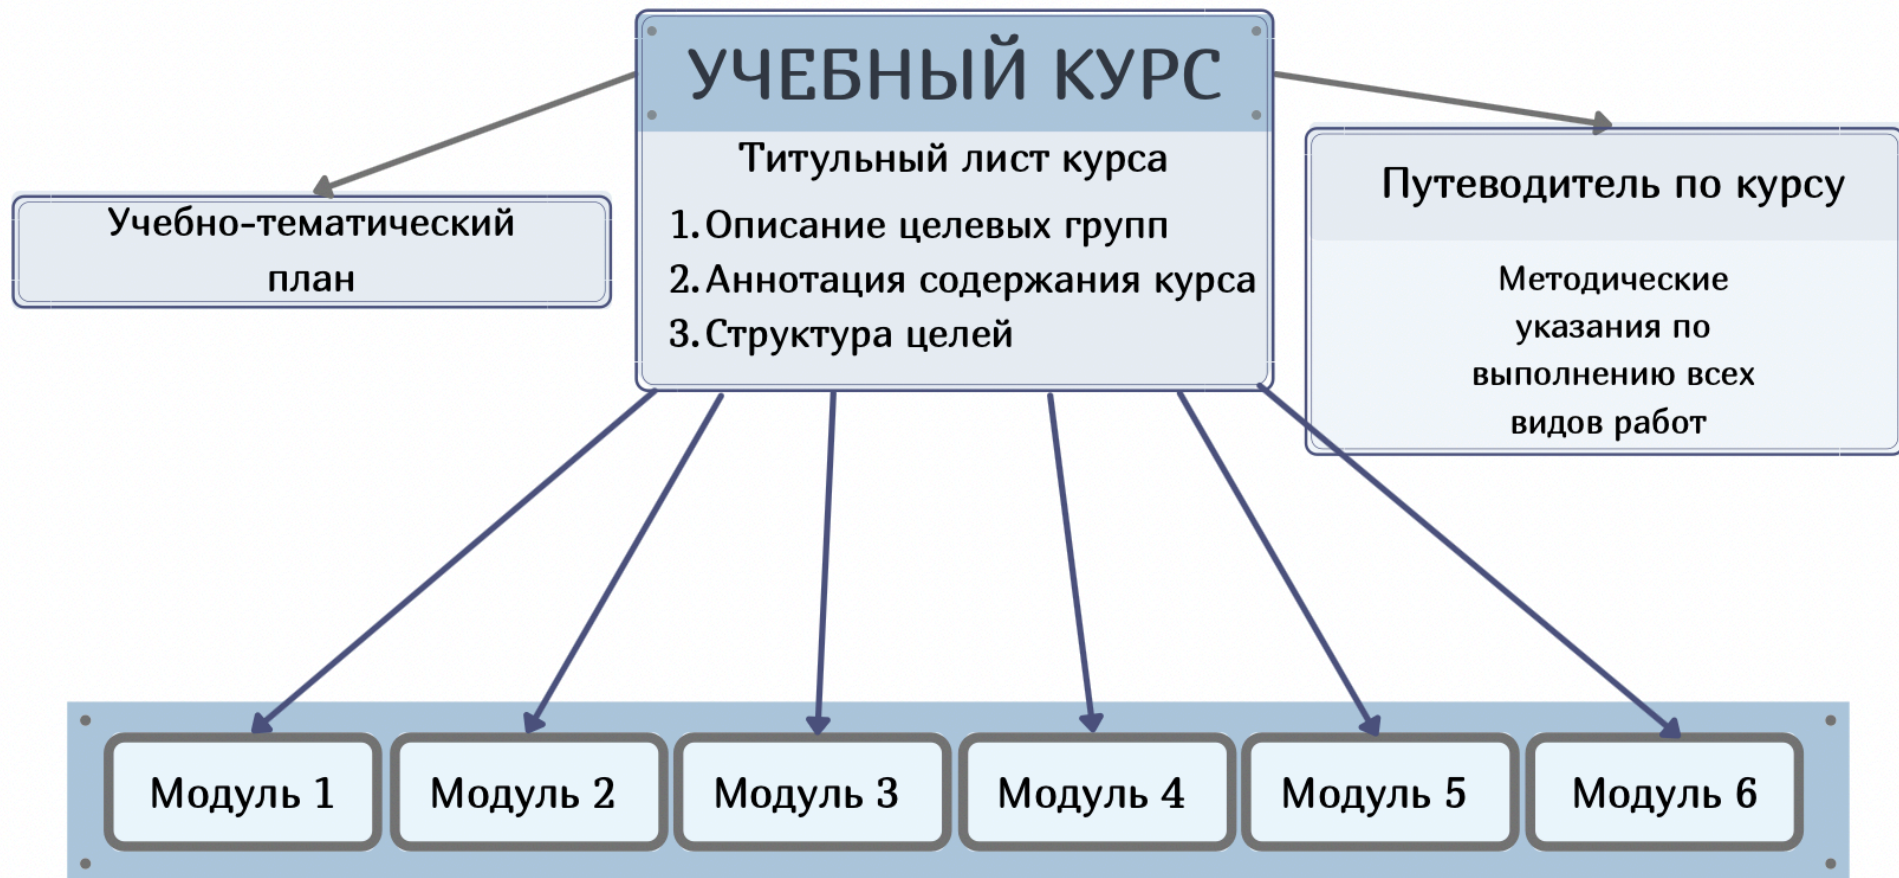 УЧЕБНЫЙ КУРС
Титульный лист курса
1. Описание целевых групп
2. Аннотация содержания курса
3. Структура целей
Учебно-тематический
план
Путеводитель по курсу
Методические
указания по
выполнению всех
видов работ
Модуль 1
Модуль 2
Модуль 3
Модуль 4
Модуль 5
Модуль 6